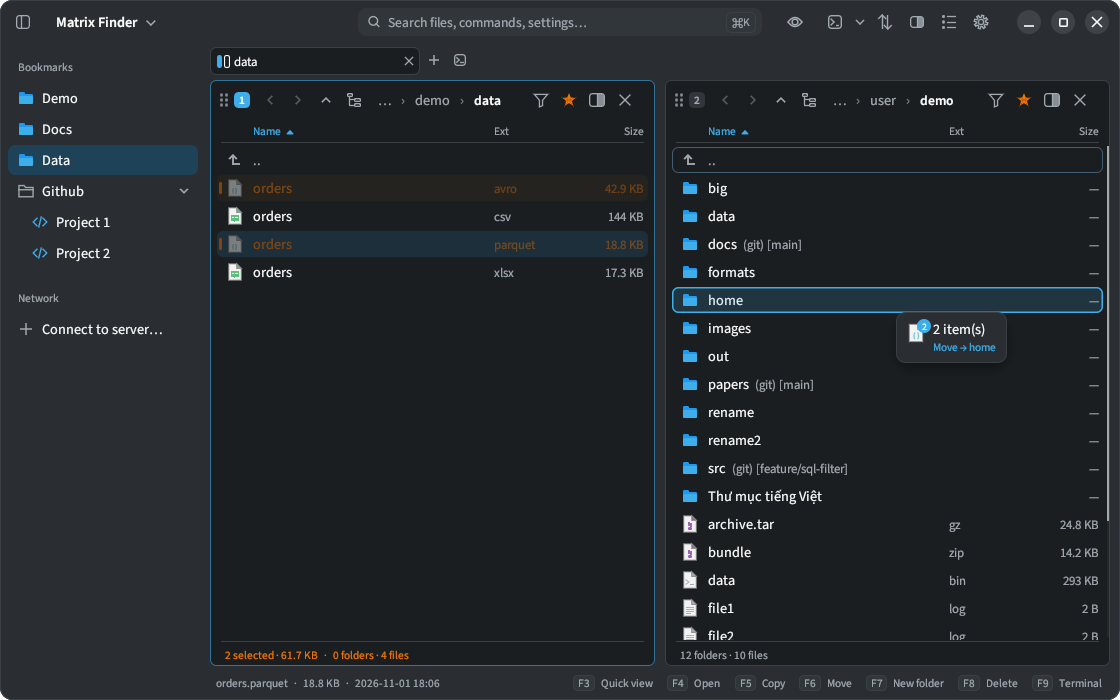 Matrix Finder
Search files, commands, settings… ⌘K
Bookmarks
Demo
Docs
Data
Github
Project 1
Project 2
Network
Connect to server…
data
1 … › demo › data
Name Ext Size
..
orders avro 42.9 KB
orders csv 144 KB
orders parquet 18.8 KB
orders xlsx 17.3 KB
2 selected · 61.7 KB · 0 folders · 4 files
2 … › user › demo
Name Ext Size
..
big —
data —
docs (git) [main] —
formats —
home —
images —
out —
papers (git) [main] —
rename —
rename2 —
src (git) [feature/sql-filter] —
Thư mục tiếng Việt —
archive.tar gz 24.8 KB
bundle zip 14.2 KB
data bin 293 KB
file1 log 2 B
file2 log 2 B
2 2 item(s)
Move → home
12 folders · 10 files
orders.parquet · 18.8 KB · 2026-11-01 18:06
F3 Quick view F4 Open F5 Copy F6 Move F7 New folder F8 Delete F9 Terminal